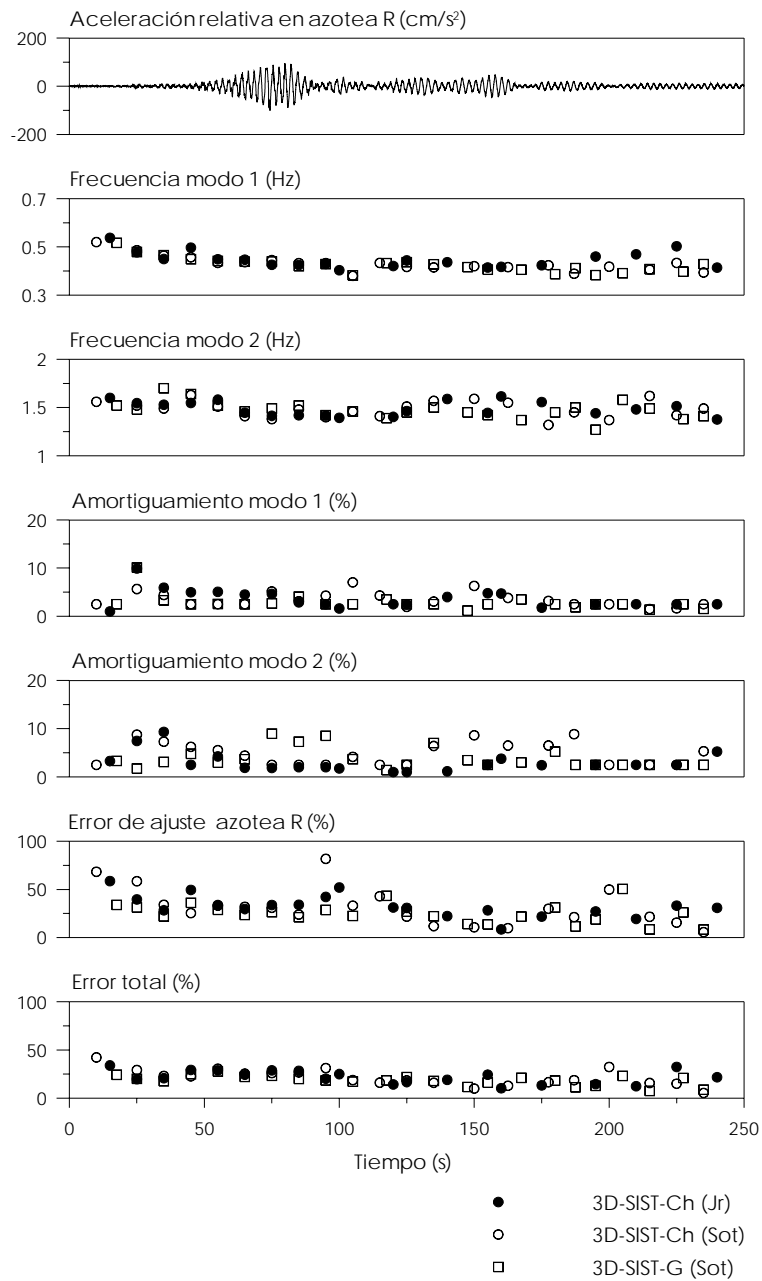 Aceleración relativa en azotea R (cm/s²)
200
0
-200
Frecuencia modo 1 (Hz)
0.7
0.5
0.3
Frecuencia modo 2 (Hz)
2
1.5
1
Amortiguamiento modo 1 (%)
20
10
0
Amortiguamiento modo 2 (%)
20
10
0
Error de ajuste azotea R (%)
100
50
0
Error total (%)
100
50
0
0 50 100 150 200 250
Tiempo (s)
3D-SIST-Ch (Jr)
3D-SIST-Ch (Sot)
3D-SIST-G (Sot)